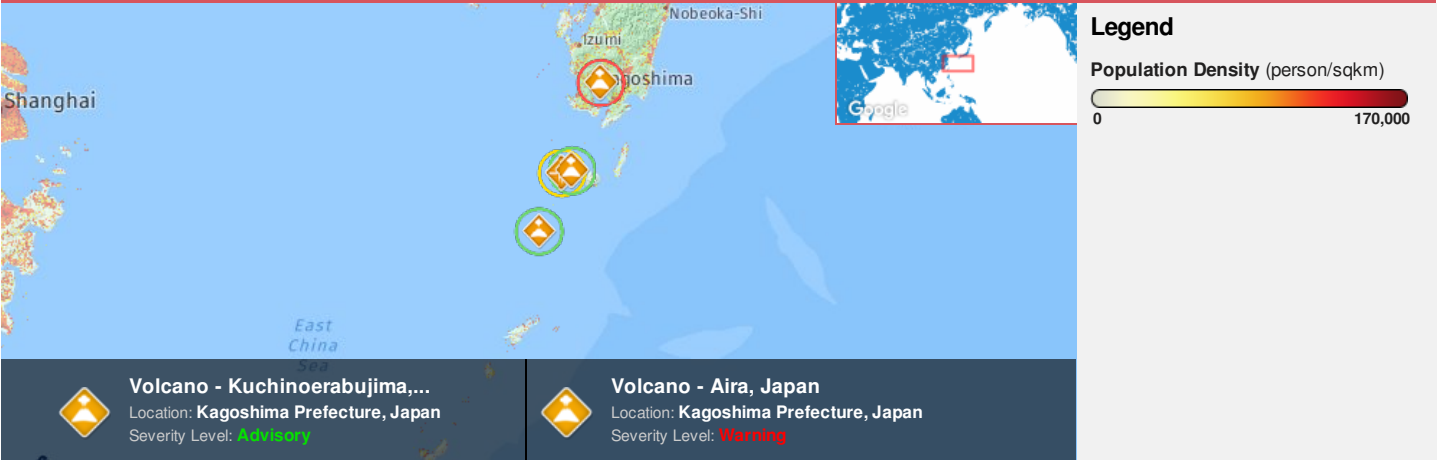 Nobeoka-Shi
Izumi
Kagoshima
Shanghai
East
China
Sea
Google
Legend
Population Density (person/sqkm)
0
170,000
Volcano - Kuchinoerabujima,...
Location: Kagoshima Prefecture, Japan
Severity Level: Advisory
Volcano - Aira, Japan
Location: Kagoshima Prefecture, Japan
Severity Level: Warning